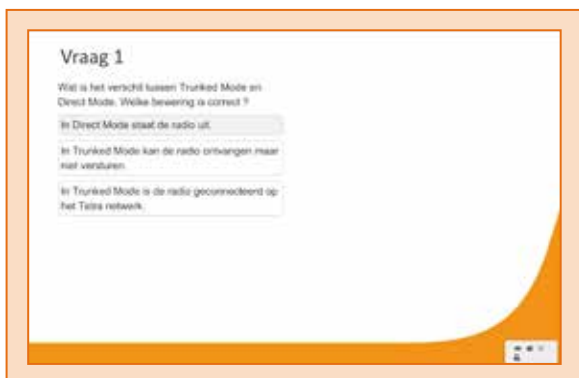 Vraag 1
Wat is het verschil tussen Trunked Mode en
Direct Mode. Welke bewering is correct ?
In Direct Mode staat de radio uit.
In Trunked Mode kan de radio ontvangen maar
niet versturen.
In Trunked Mode is de radio geconnecteerd op
het Tetra netwerk.